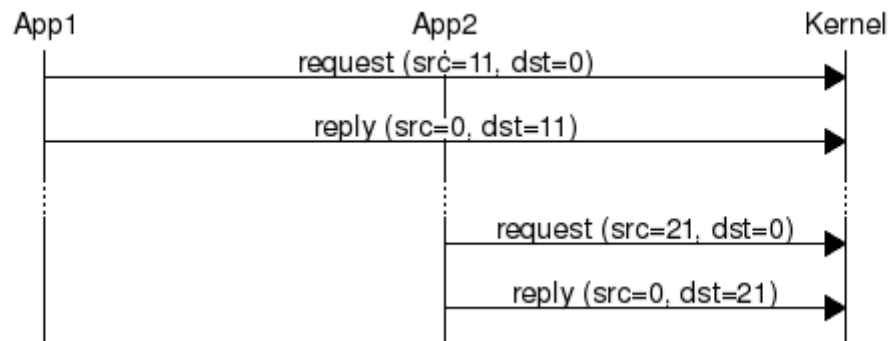 App1 App2 Kernel
request (src=11, dst=0)
reply (src=0, dst=11)
request (src=21, dst=0)
reply (src=0, dst=21)